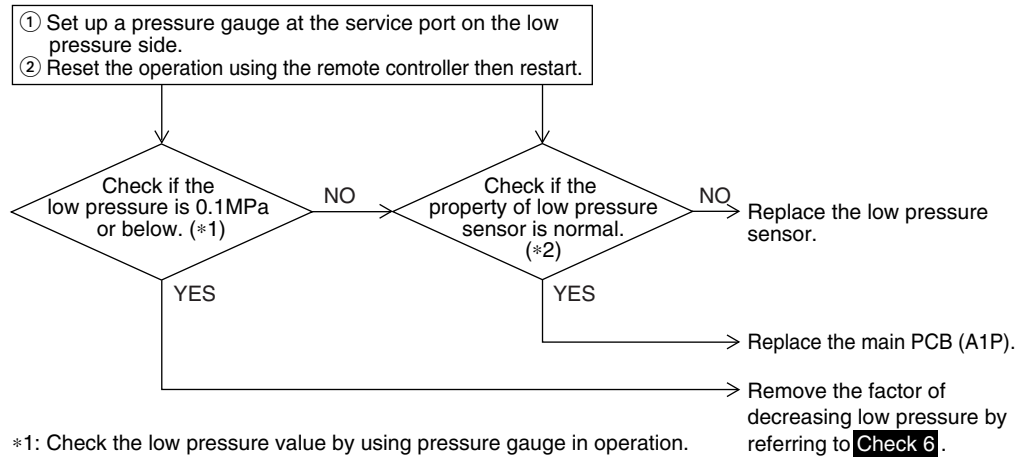 ① Set up a pressure gauge at the service port on the low
pressure side.
② Reset the operation using the remote controller then restart.
Check if the
low pressure is 0.1MPa
or below. (*1)
NO
YES
Check if the
property of low pressure
sensor is normal.
(*2)
NO
YES
Replace the low pressure
sensor.
Replace the main PCB (A1P).
Remove the factor of
decreasing low pressure by
referring to Check 6 .
*1: Check the low pressure value by using pressure gauge in operation.